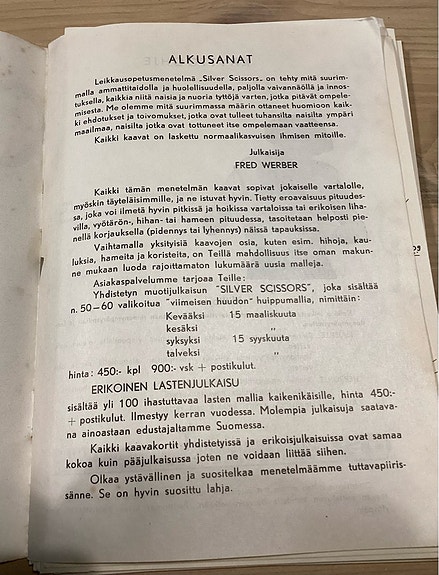 ALKUSANAT
Leikkausopetusmenetelmä „Silver Scissors„ on tehty mitä suurim-
malla ammattitaidolla ja huolellisuudella, paljolla vaivannäöllä ja innos-
tuksella, kaikkia niitä naisia ja nuoria tyttöjä varten, jotka pitävät ompele-
misesta. Me olemme mitä suurimmassa määrin ottaneet huomioon kaik-
ki ehdotukset ja toivomukset, jotka ovat tulleet tuhansilta naisilta ympäri
maailmaa, naisilta jotka ovat tottuneet itse ompelemaan vaatteensa.
Kaikki kaavat on laskettu normaalikasvuisen ihmisen mitoille.
Julkaisija
FRED WERBER
Kaikki tämän menetelmän kaavat sopivat jokaiselle vartalolle,
myöskin täyteläisimmille, ja ne istuvat hyvin. Tietty eroavaisuus pituudes-
sa, joka voi ilmetä hyvin pitkissä ja hoikissa vartaloissa tai erikoisen liha-
villa, vyötärön-, hihan- tai hameen pituudessa, tasoitetaan helposti pie-
nellä korjauksella (pidennys tai lyhennys) näissä tapauksissa.
Vaihtamalla yksityisiä kaavojen osia, kuten esim. hihoja, kau-
luksia, hameita ja koristeita, on Teillä mahdollisuus itse oman makun-
ne mukaan luoda rajoittamaton lukumäärä uusia malleja.
Asiakaspalvelumme tarjoaa Teille:
Yhdistetyn muotijulkaisun "SILVER SCISSORS", joka sisältää
n. 50—60 valikoitua "viimeisen huudon" huippumallia, nimittäin:
Kevääksi 15 maaliskuuta
kesäksi „
syksyksi 15 syyskuuta
talveksi „
hinta: 450:- kpl 900:- vsk + postikulut.
ERIKOINEN LASTENJULKAISU
sisältää yli 100 ihastuttavaa lasten mallia kaikenikäisille, hinta 450:-
+ postikulut. Ilmestyy kerran vuodessa. Molempia julkaisuja saatava-
na ainoastaan edustajaltamme Suomessa.
Kaikki kaavakortit yhdistetyissä ja erikoisjulkaisuissa ovat samaa
kokoa kuin pääjulkaisussa joten ne voidaan liittää siihen.
Olkaa ystävällinen ja suositelkaa menetelmäämme tuttavapiiris-
sänne. Se on hyvin suosittu lahja.